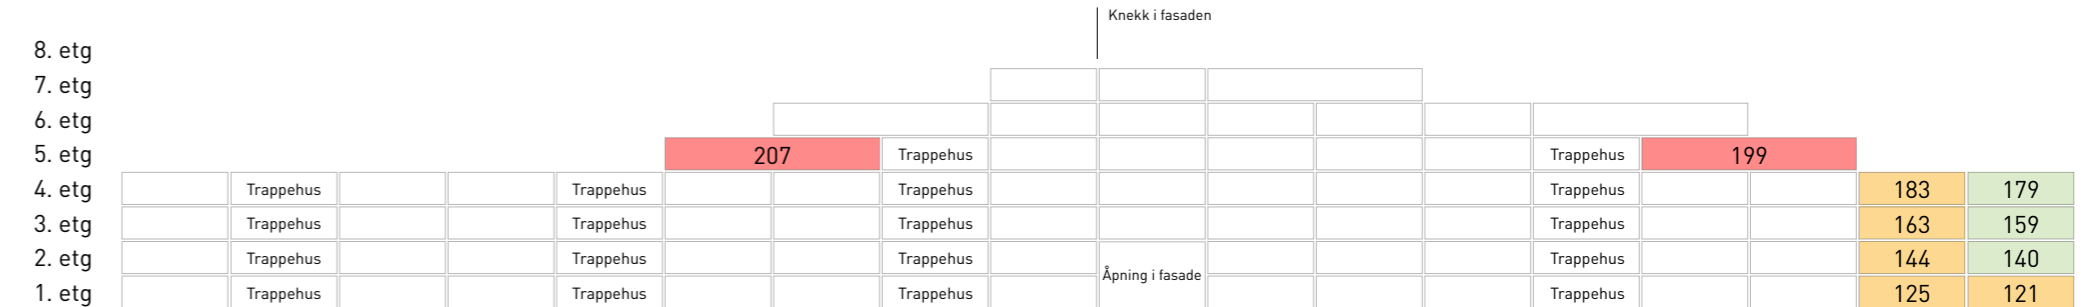 Knekk i fasaden
8. etg
7. etg
6. etg
5. etg 207 Trappehus Trappehus 199
4. etg Trappehus Trappehus Trappehus Trappehus 183 179
3. etg Trappehus Trappehus Trappehus Trappehus 163 159
2. etg Trappehus Trappehus Trappehus Trappehus 144 140
Åpning i fasade
1. etg Trappehus Trappehus Trappehus Trappehus 125 121